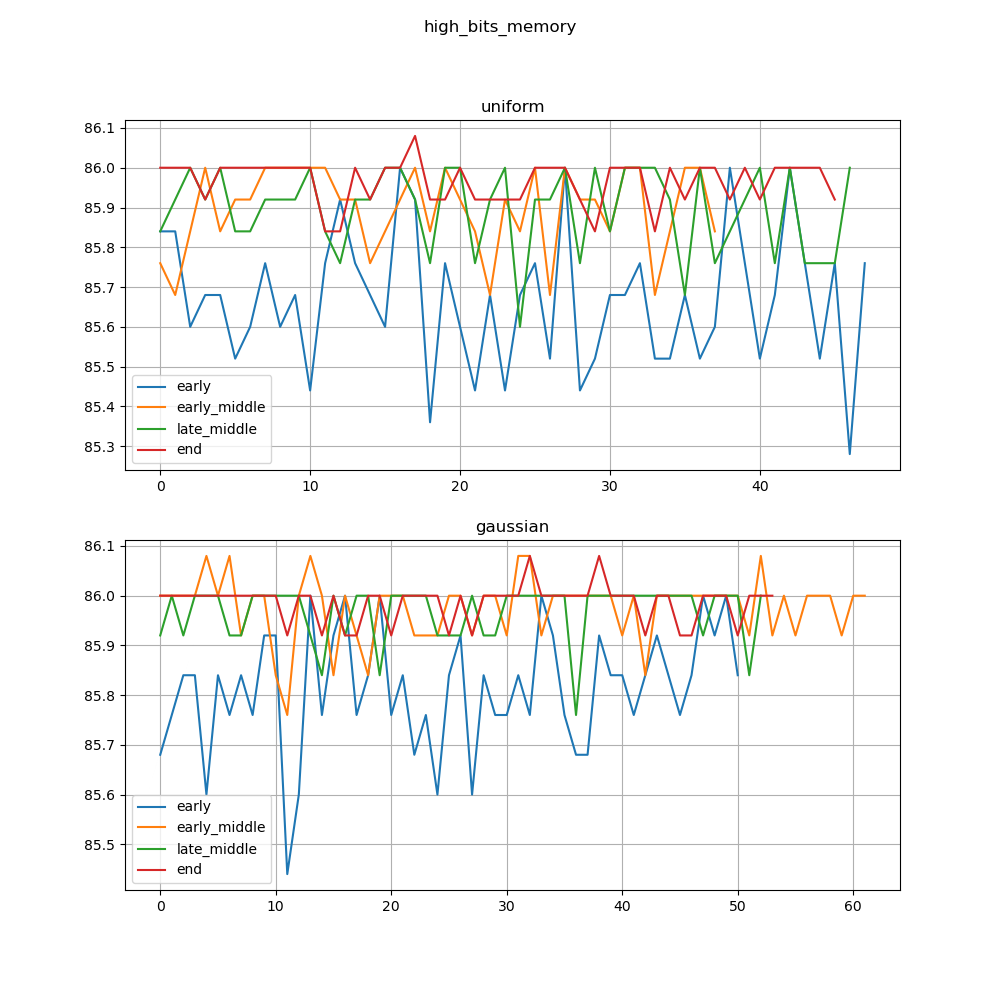 high_bits_memory
uniform
86.1
86.0
85.9
85.8
85.7
85.6
85.5
85.4
85.3
early
early_middle
late_middle
end
0 10 20 30 40
gaussian
86.1
86.0
85.9
85.8
85.7
85.6
85.5
early
early_middle
late_middle
end
0 10 20 30 40 50 60